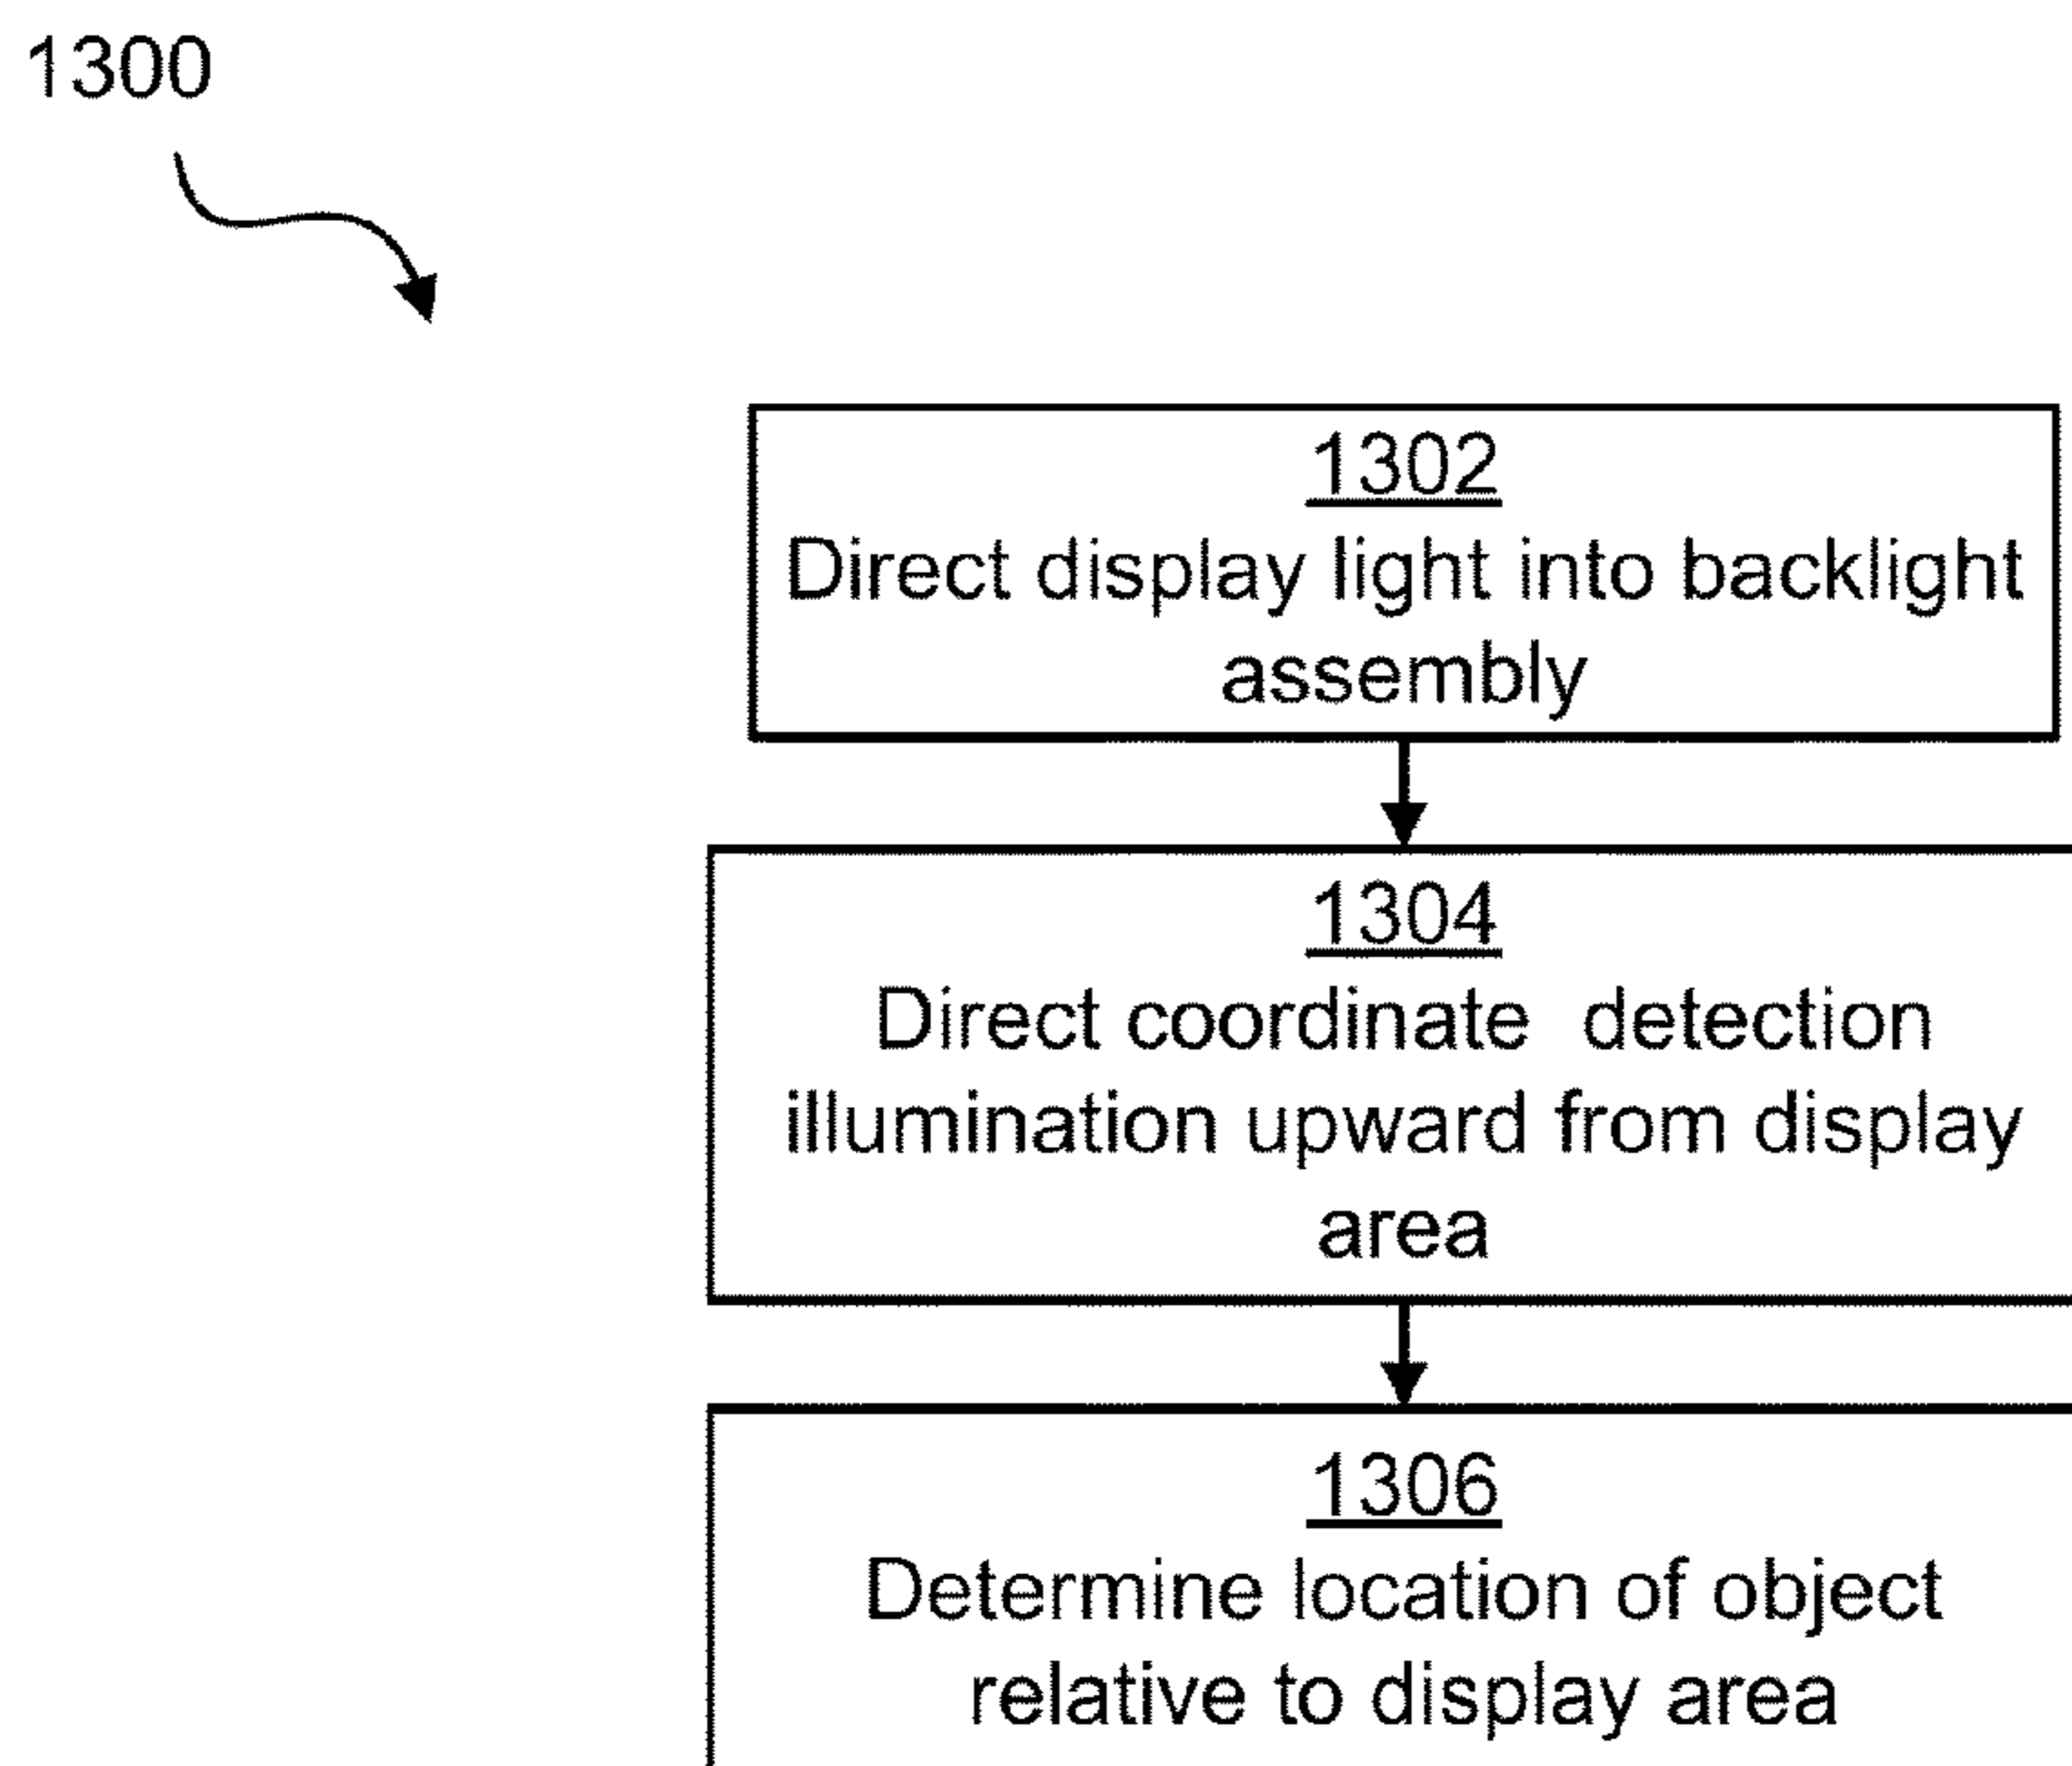 1300
1302
Direct display light into backlight
assembly
1304
Direct coordinate detection
illumination upward from display
area
1306
Determine location of object
relative to display area